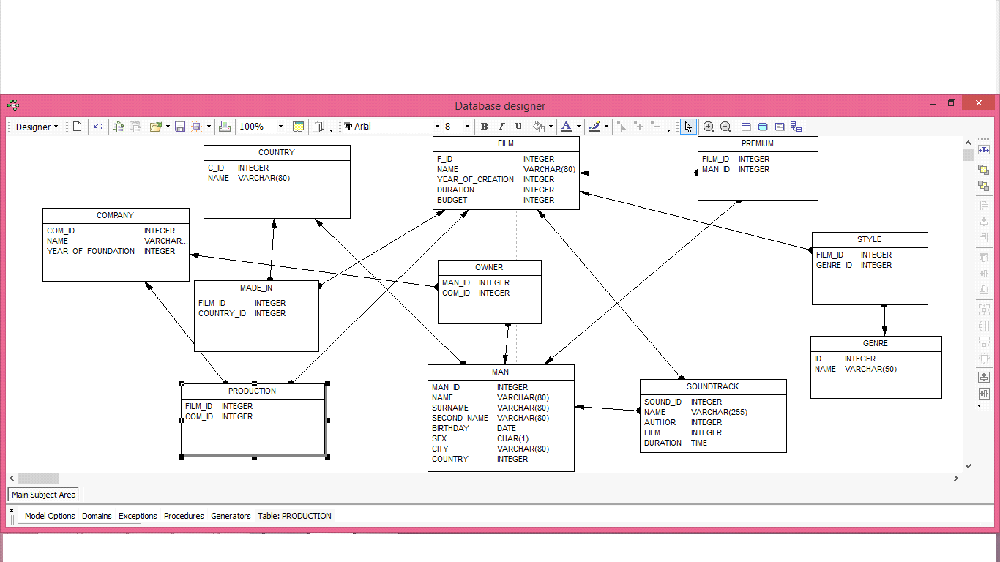 Database designer
Designer 100% Arial 8 B I U A
COUNTRY
C_ID INTEGER
NAME VARCHAR(80)
FILM
F_ID INTEGER
NAME VARCHAR(80)
YEAR_OF_CREATION INTEGER
DURATION INTEGER
BUDGET INTEGER
PREMIUM
FILM_ID INTEGER
MAN_ID INTEGER
COMPANY
COM_ID INTEGER
NAME VARCHAR...
YEAR_OF_FOUNDATION INTEGER
STYLE
FILM_ID INTEGER
GENRE_ID INTEGER
OWNER
MAN_ID INTEGER
COM_ID INTEGER
MADE_IN
FILM_ID INTEGER
COUNTRY_ID INTEGER
GENRE
ID INTEGER
NAME VARCHAR(50)
MAN
MAN_ID INTEGER
NAME VARCHAR(80)
SURNAME VARCHAR(80)
SECOND_NAME VARCHAR(80)
BIRTHDAY DATE
SEX CHAR(1)
CITY VARCHAR(80)
COUNTRY INTEGER
SOUNDTRACK
SOUND_ID INTEGER
NAME VARCHAR(255)
AUTHOR INTEGER
FILM INTEGER
DURATION TIME
PRODUCTION
FILM_ID INTEGER
COM_ID INTEGER
Main Subject Area
Model Options Domains Exceptions Procedures Generators Table: PRODUCTION